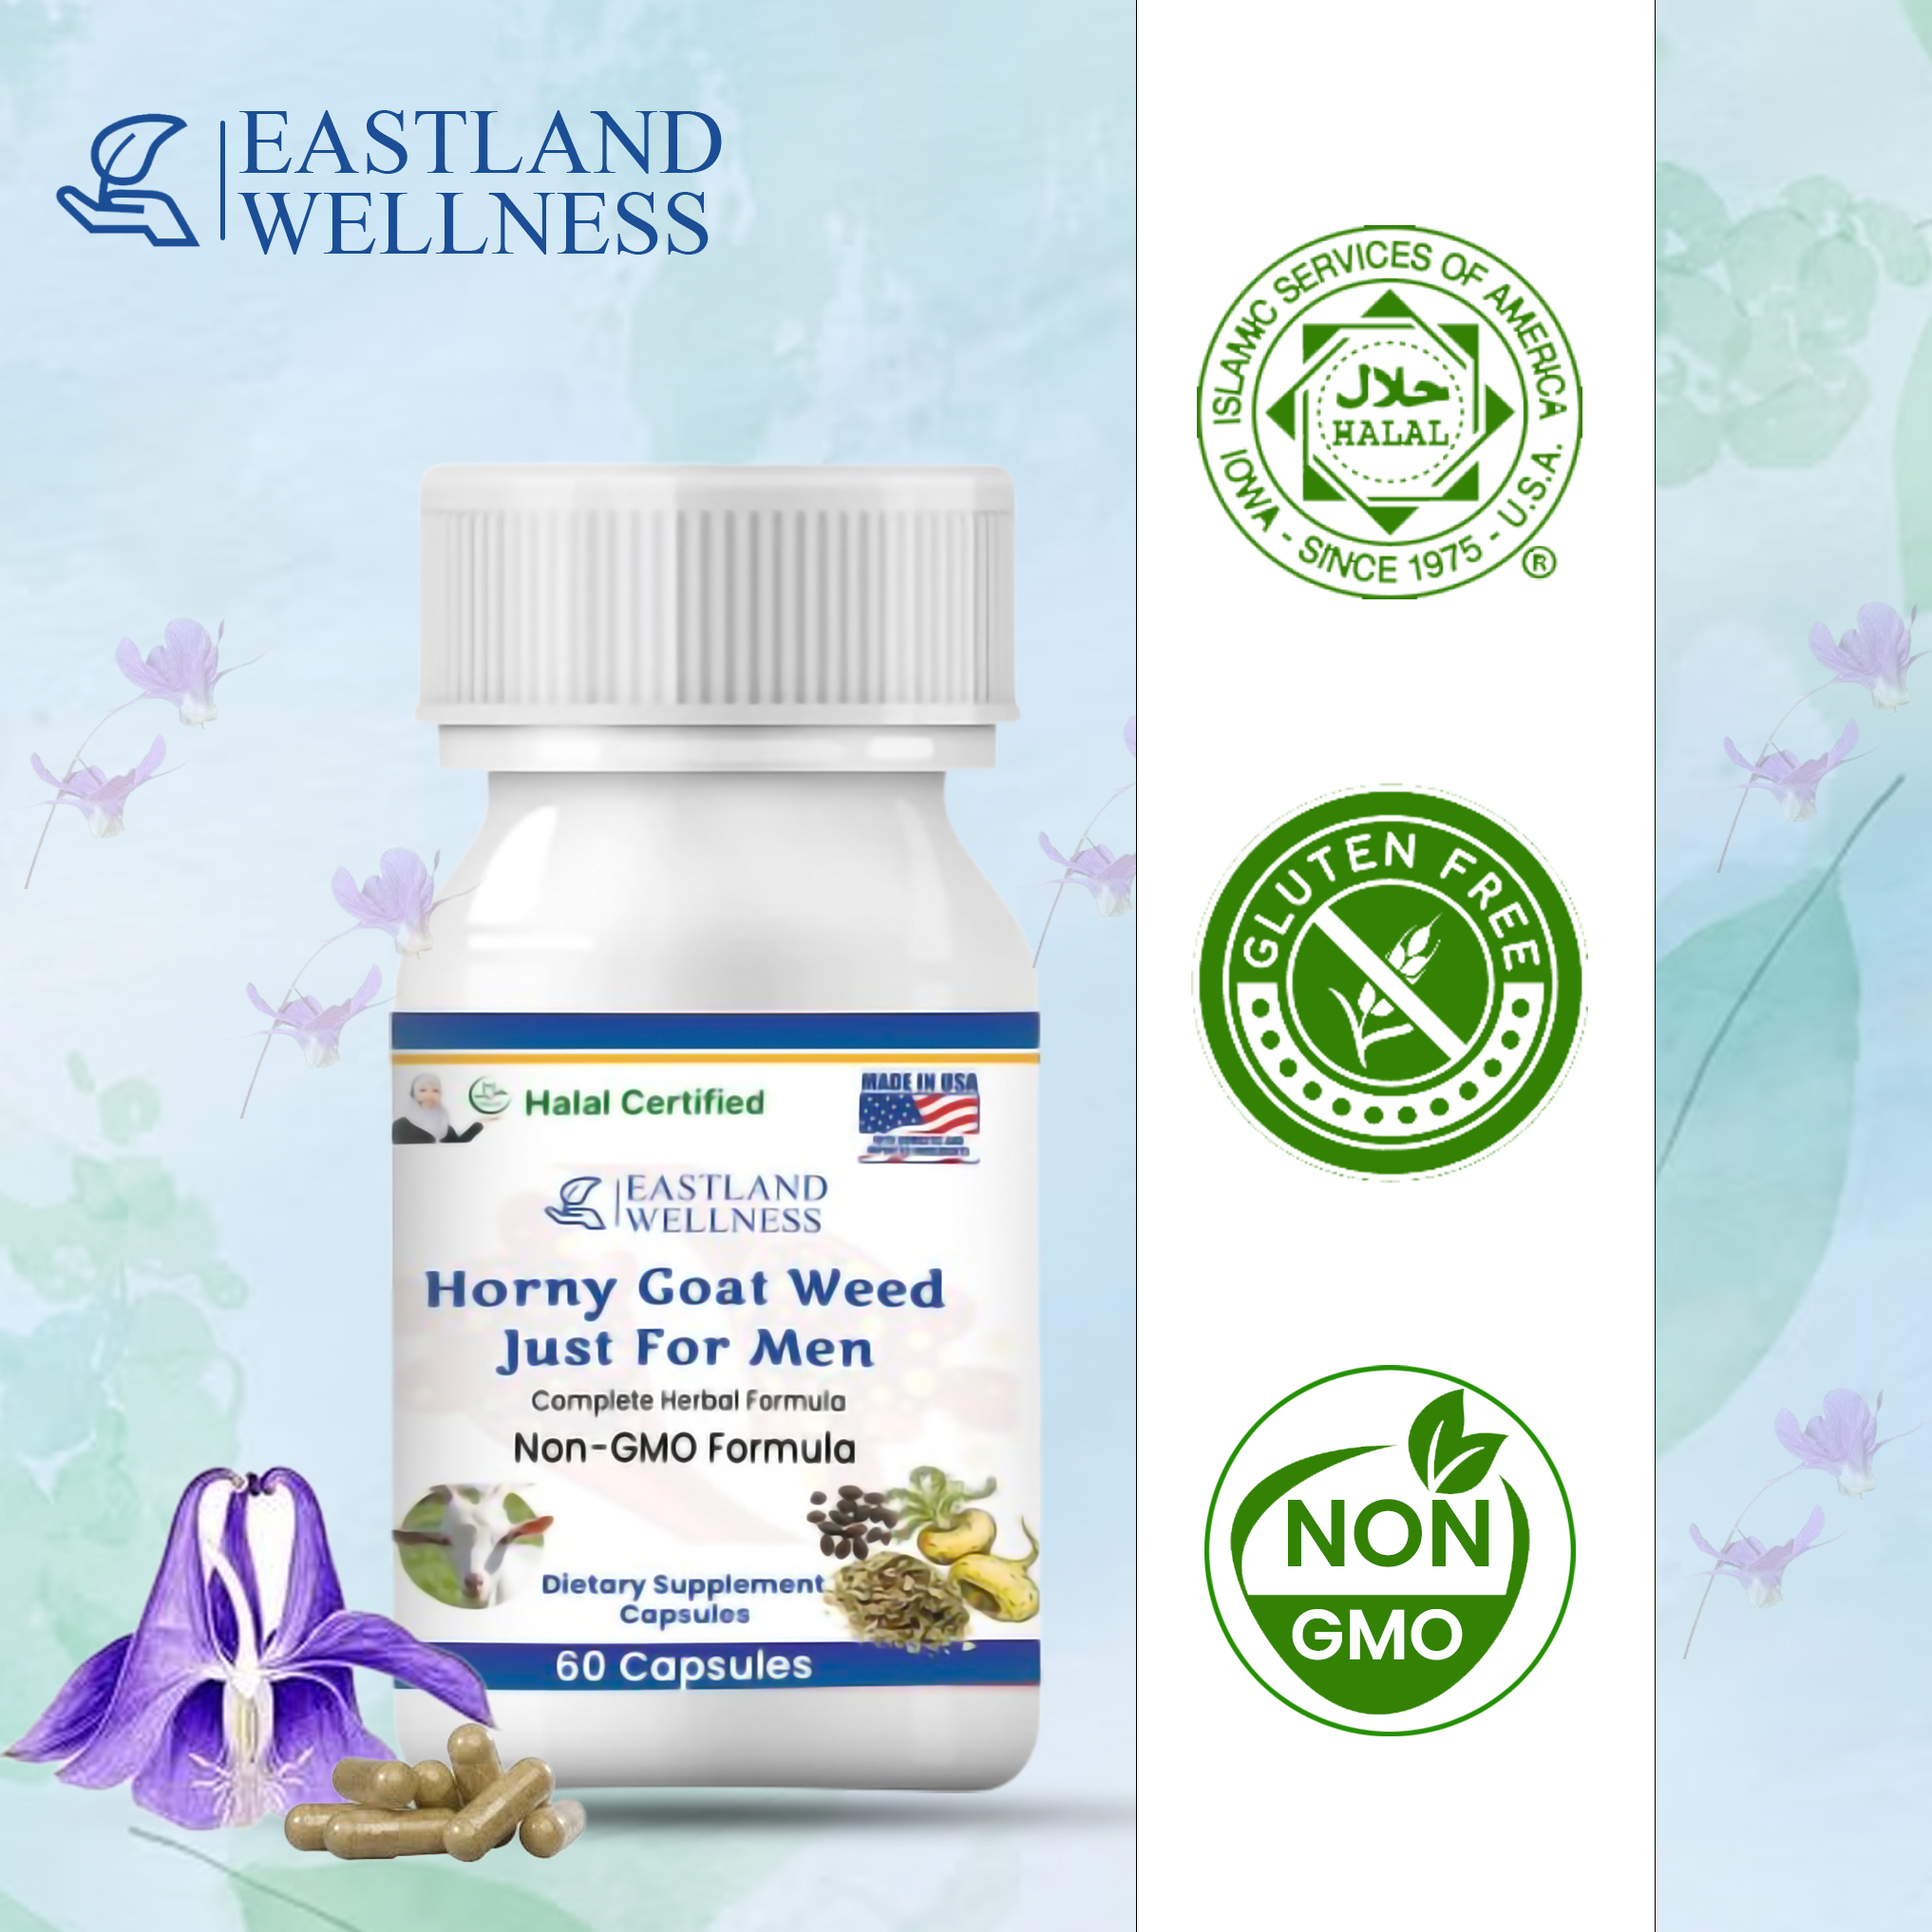 EASTLAND
WELLNESS
ISLAMIC SERVICES OF AMERICA
حلال
HALAL
IOWA - SINCE 1975 - U.S.A.
®
GLUTEN FREE
NON
GMO
Halal Certified
MADE IN USA
EASTLAND
WELLNESS
Horny Goat Weed
Just For Men
Complete Herbal Formula
Non-GMO Formula
Dietary Supplement
Capsules
60 Capsules